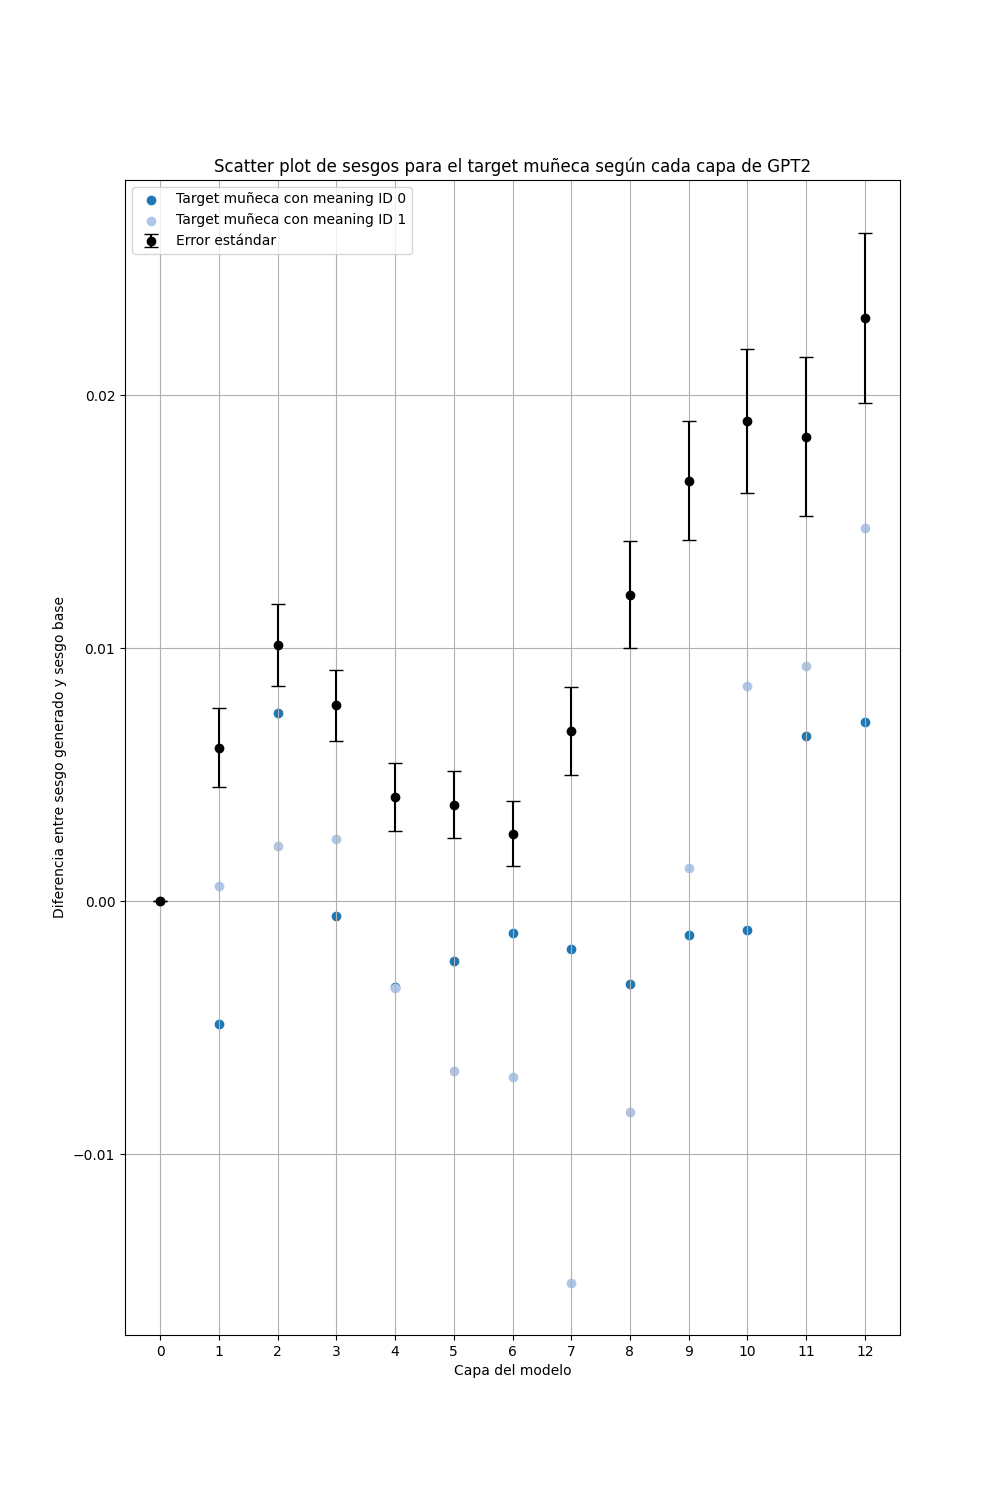 Scatter plot de sesgos para el target muñeca según cada capa de GPT2
Target muñeca con meaning ID 0
Target muñeca con meaning ID 1
Error estándar
Diferencia entre sesgo generado y sesgo base
0.02
0.01
0.00
−0.01
0 1 2 3 4 5 6 7 8 9 10 11 12
Capa del modelo